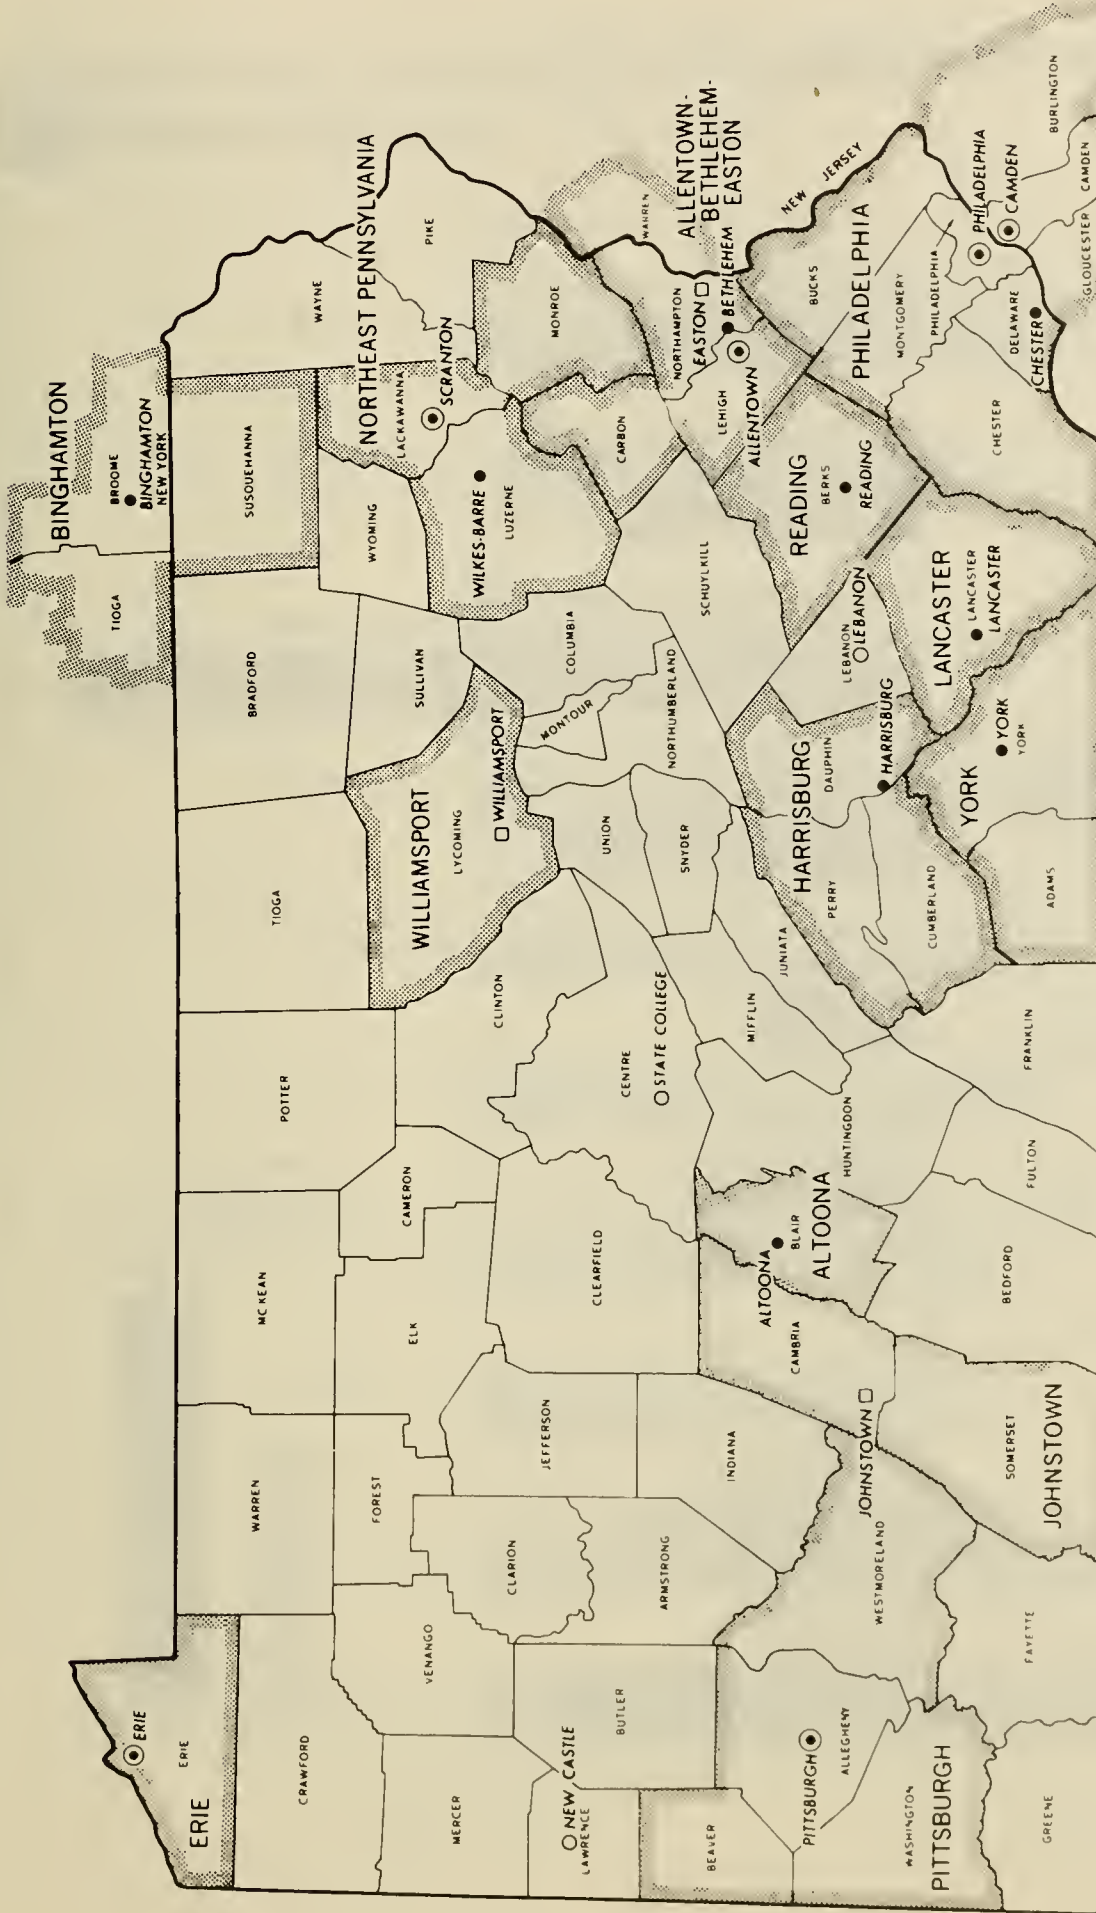 BINGHAMTON
BROOME
BINGHAMTON
NEW YORK
TIOGA
ERIE
ERIE
ERIE
CRAWFORD
WARREN
MC KEAN
POTTER
TIOGA
BRADFORD
SUSQUEHANNA
WAYNE
NORTHEAST PENNSYLVANIA
PIKE
LACKAWANNA
SCRANTON
WYOMING
SULLIVAN
WILLIAMSPORT
LYCOMING
WILLIAMSPORT
CAMERON
ELK
FOREST
VENANGO
MERCER
NEW CASTLE
LAWRENCE
BUTLER
CLARION
JEFFERSON
CLEARFIELD
CLINTON
CENTRE
STATE COLLEGE
UNION
SNYDER
MONTOUR
COLUMBIA
NORTHUMBERLAND
WILKES-BARRE
LUZERNE
CARBON
MONROE
WARREN
ALLENTOWN-
BETHLEHEM-
EASTON
NORTHAMPTON
EASTON
BETHLEHEM
LEHIGH
ALLENTOWN
SCHUYLKILL
NEW JERSEY
BUCKS
PHILADELPHIA
MONTGOMERY
PHILADELPHIA
PHILADELPHIA
CAMDEN
BURLINGTON
CAMDEN
GLOUCESTER
DELAWARE
CHESTER
CHESTER
READING
BERKS
READING
LEBANON
LEBANON
LANCASTER
LANCASTER
LANCASTER
HARRISBURG
DAUPHIN
HARRISBURG
PERRY
CUMBERLAND
YORK
YORK
YORK
ADAMS
JUNIATA
MIFFLIN
HUNTINGDON
FRANKLIN
FULTON
ALTOONA
BLAIR
ALTOONA
CAMBRIA
BEDFORD
INDIANA
ARMSTRONG
JOHNSTOWN
SOMERSET
JOHNSTOWN
WESTMORELAND
FAYETTE
BEAVER
PITTSBURGH
ALLEGHENY
WASHINGTON
PITTSBURGH
GREENE